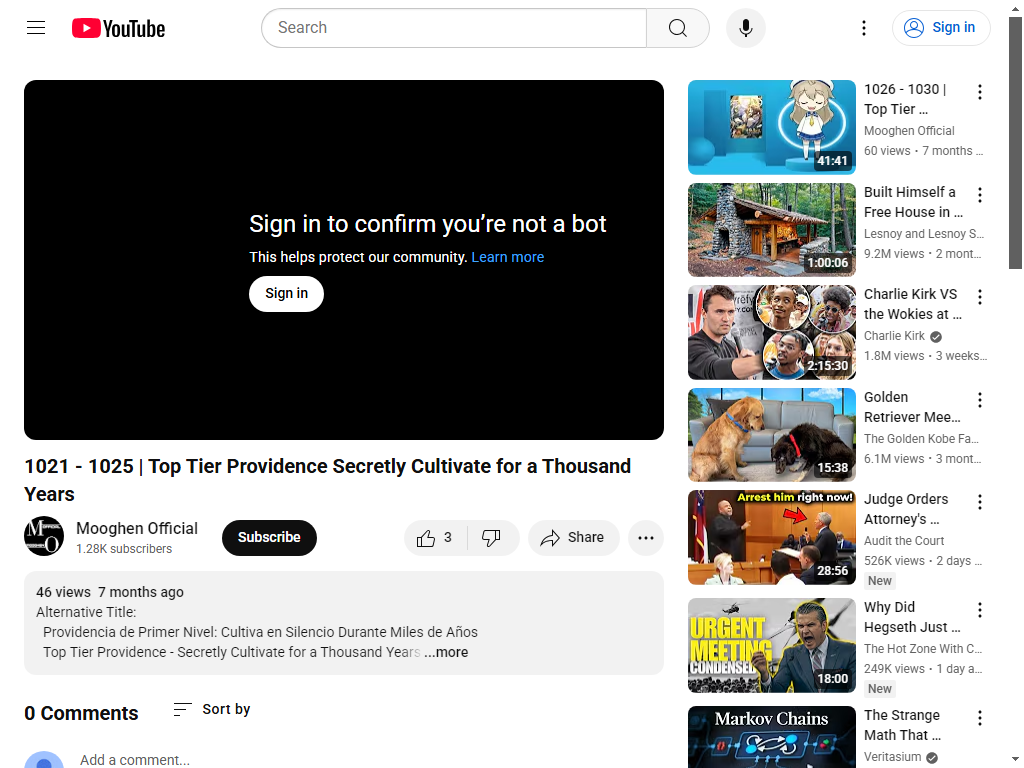 YouTube
Search
Sign in
Sign in to confirm you're not a bot
This helps protect our community. Learn more
Sign in
1021 - 1025 | Top Tier Providence Secretly Cultivate for a Thousand
Years
Mooghen Official
1.28K subscribers
Subscribe
3
Share
46 views 7 months ago
Alternative Title:
Providencia de Primer Nivel: Cultiva en Silencio Durante Miles de Años
Top Tier Providence - Secretly Cultivate for a Thousand Years ...more
0 Comments
Sort by
Add a comment...
41:41
1026 - 1030 |
Top Tier ...
Mooghen Official
60 views • 7 months ...
1:00:06
Built Himself a
Free House in ...
Lesnoy and Lesnoy S...
9.2M views • 2 mont...
2:15:30
Charlie Kirk VS
the Wokies at ...
Charlie Kirk
1.8M views • 3 weeks...
15:38
Golden
Retriever Mee...
The Golden Kobe Fa...
6.1M views • 3 mont...
Arrest him right now!
28:56
Judge Orders
Attorney's ...
Audit the Court
526K views • 2 days ...
New
URGENT
MEETING
CONDENSED
18:00
Why Did
Hegseth Just ...
The Hot Zone With C...
249K views • 1 day a...
New
Markov Chains
The Strange
Math That ...
Veritasium